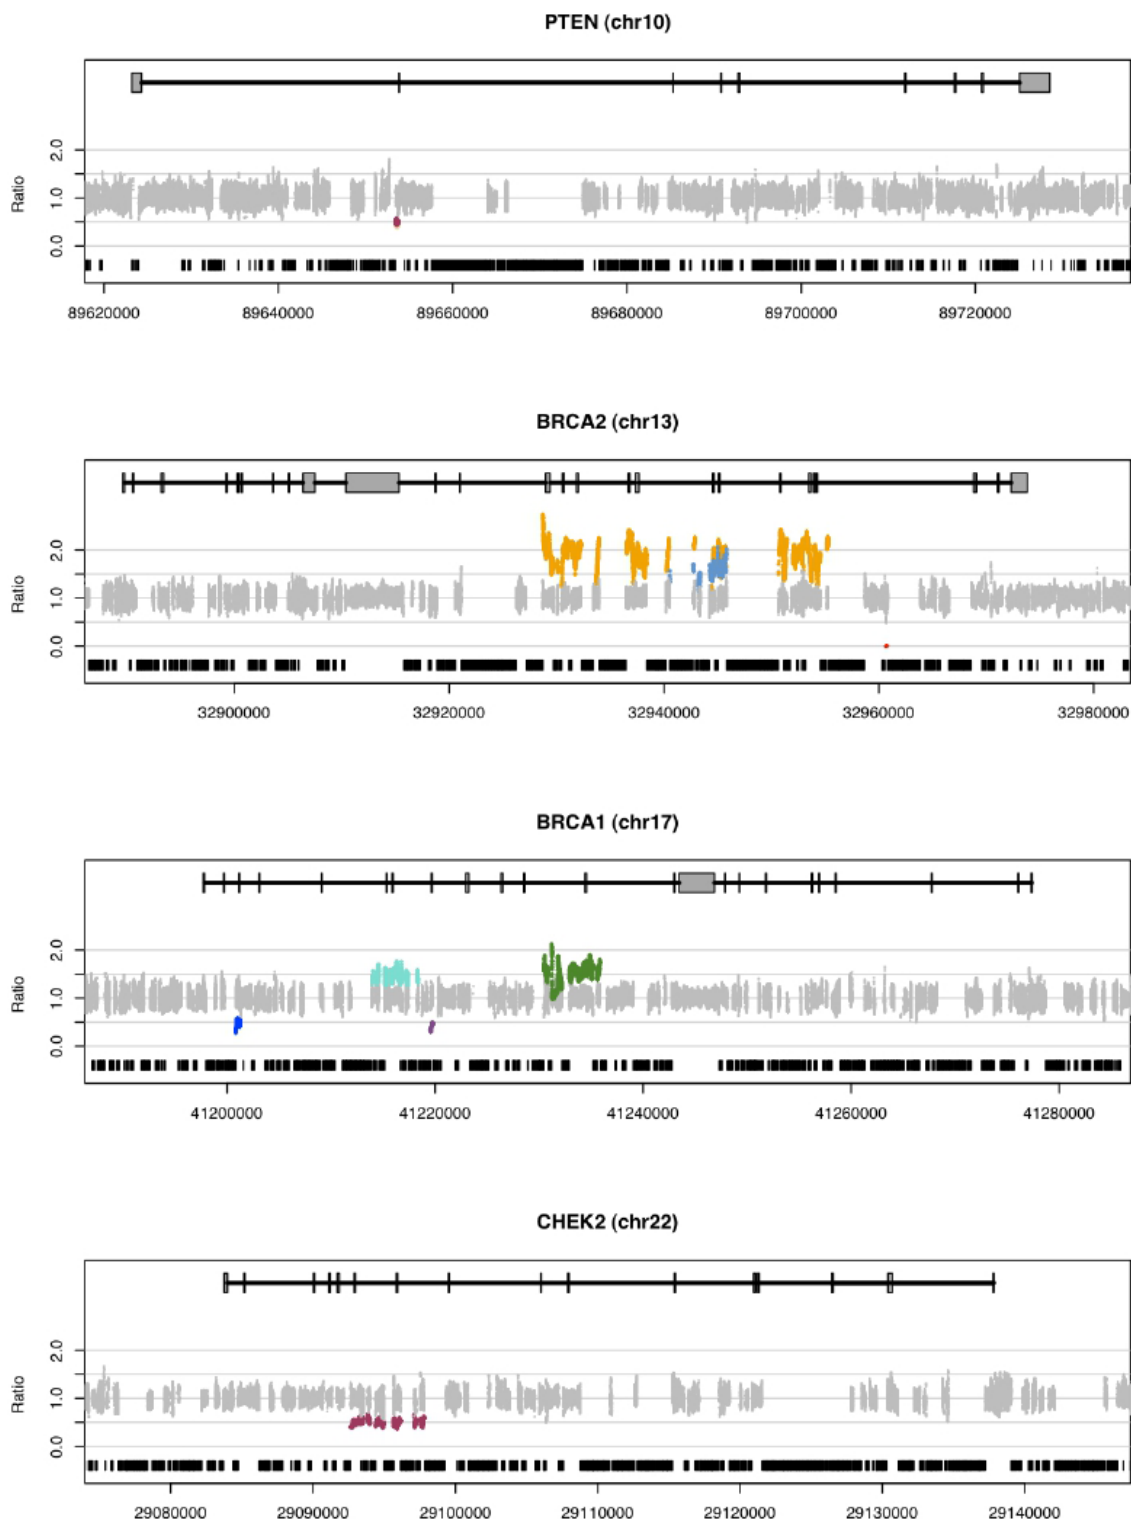 PTEN (chr10)
Ratio
2.0
1.0
0.0
89620000 89640000 89660000 89680000 89700000 89720000
BRCA2 (chr13)
Ratio
2.0
1.0
0.0
32900000 32920000 32940000 32960000 32980000
BRCA1 (chr17)
Ratio
2.0
1.0
0.0
41200000 41220000 41240000 41260000 41280000
CHEK2 (chr22)
Ratio
2.0
1.0
0.0
29080000 29090000 29100000 29110000 29120000 29130000 29140000